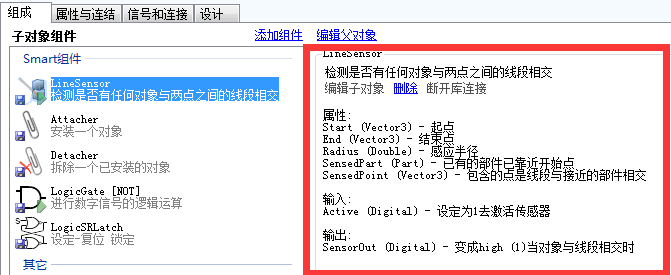 组成
属性与连结
信号和连接
设计
子对象组件
添加组件
编辑父对象
Smart组件
LineSensor
检测是否有任何对象与两点之间的线段相交
Attacher
安装一个对象
Detacher
拆除一个已安装的对象
LogicGate [NOT]
进行数字信号的逻辑运算
LogicSRLatch
设定-复位 锁定
其它
LineSensor
检测是否有任何对象与两点之间的线段相交
编辑子对象 删除 断开库连接
属性:
Start (Vector3) - 起点
End (Vector3) - 结束点
Radius (Double) - 感应半径
SensedPart (Part) - 已有的部件已靠近开始点
SensedPoint (Vector3) - 包含的点是线段与接近的部件相交
输入:
Active (Digital) - 设定为1去激活传感器
输出:
SensorOut (Digital) - 变成high (1)当对象与线段相交时